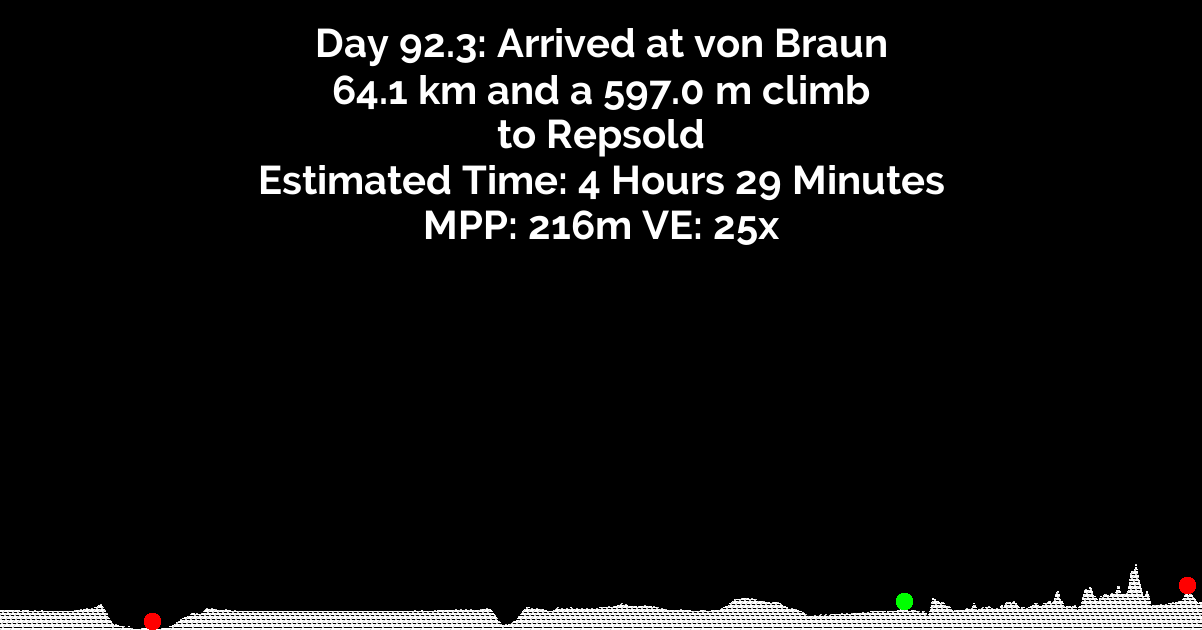 Day 92.3: Arrived at von Braun
64.1 km and a 597.0 m climb
to Repsold
Estimated Time: 4 Hours 29 Minutes
MPP: 216m VE: 25x